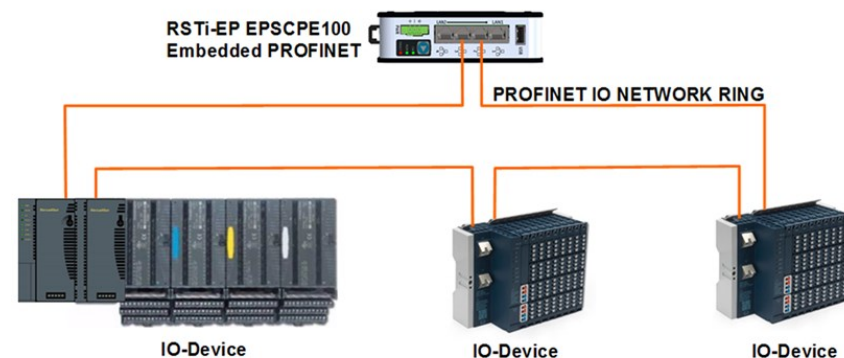 RSTi-EP EPSCPE100
Embedded PROFINET
PROFINET IO NETWORK RING
IO-Device
IO-Device
IO-Device